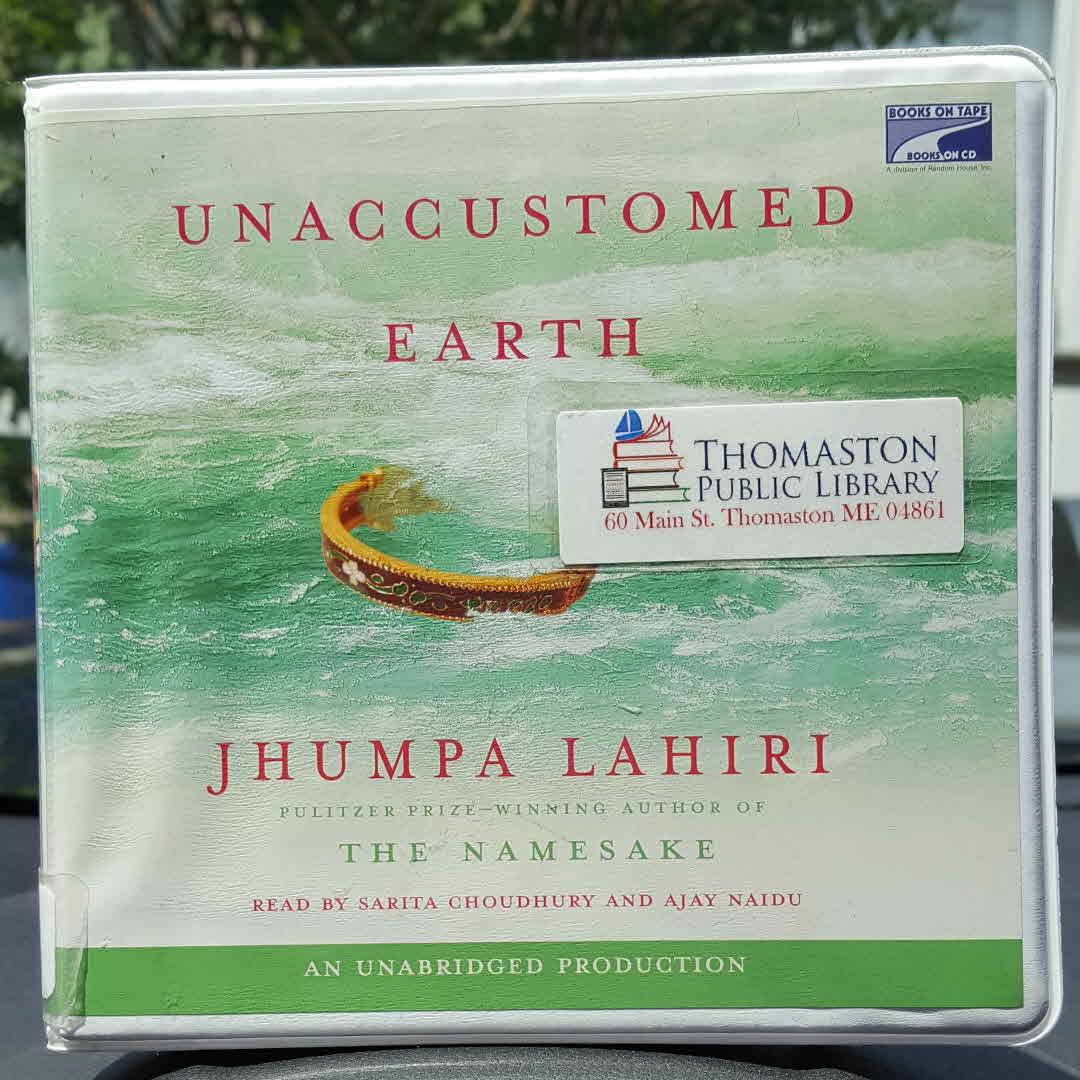 BOOKS ON TAPE
BOOKS ON CD
A division of Random House, Inc.
UNACCUSTOMED
EARTH
THOMASTON
PUBLIC LIBRARY
60 Main St. Thomaston ME 04861
JHUMPA LAHIRI
PULITZER PRIZE–WINNING AUTHOR OF
THE NAMESAKE
READ BY SARITA CHOUDHURY AND AJAY NAIDU
AN UNABRIDGED PRODUCTION